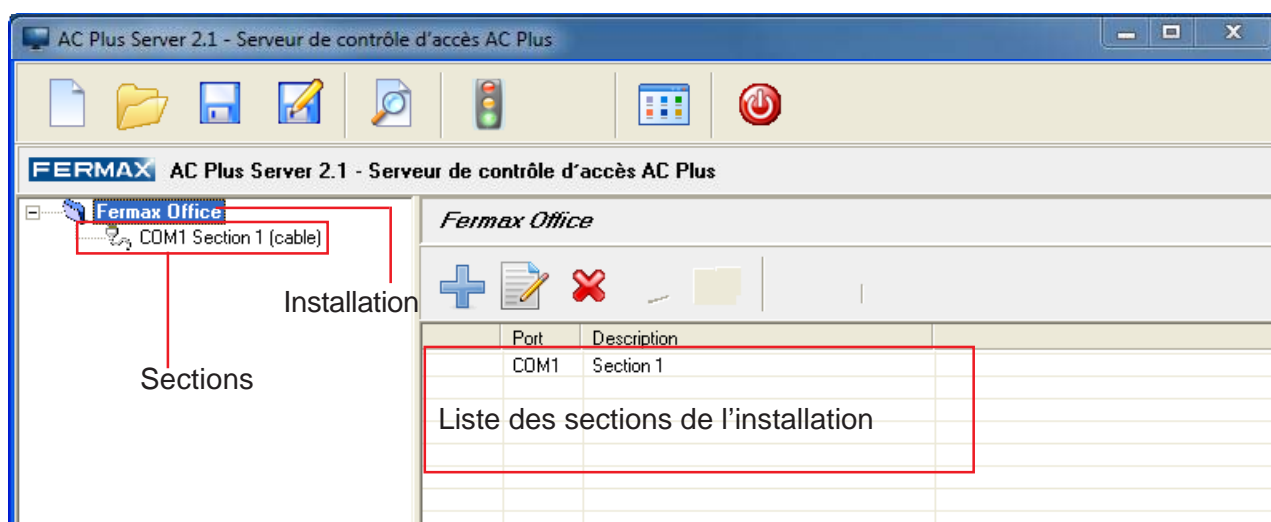 AC Plus Server 2.1 - Serveur de contrôle d'accès AC Plus
FERMAX AC Plus Server 2.1 - Serveur de contrôle d´accès AC Plus
Fermax Office
COM1 Section 1 (cable)
Installation
Sections
Fermax Office
Port Description
COM1 Section 1
Liste des sections de l’installation